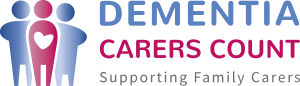 DEMENTIA
CARERS COUNT
Supporting Family Carers